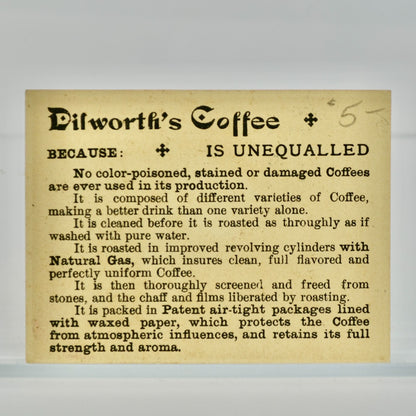 Dilworth's Coffee ✣ $5-
BECAUSE: ✣ IS UNEQUALLED
No color-poisoned, stained or damaged Coffees
are ever used in its production.
It is composed of different varieties of Coffee,
making a better drink than one variety alone.
It is cleaned before it is roasted as throughly as if
washed with pure water.
It is roasted in improved revolving cylinders with
Natural Gas, which insures clean, full flavored and
perfectly uniform Coffee.
It is then thoroughly screened and freed from
stones, and the chaff and films liberated by roasting.
It is packed in Patent air-tight packages lined
with waxed paper, which protects the Coffee
from atmospheric influences, and retains its full
strength and aroma.